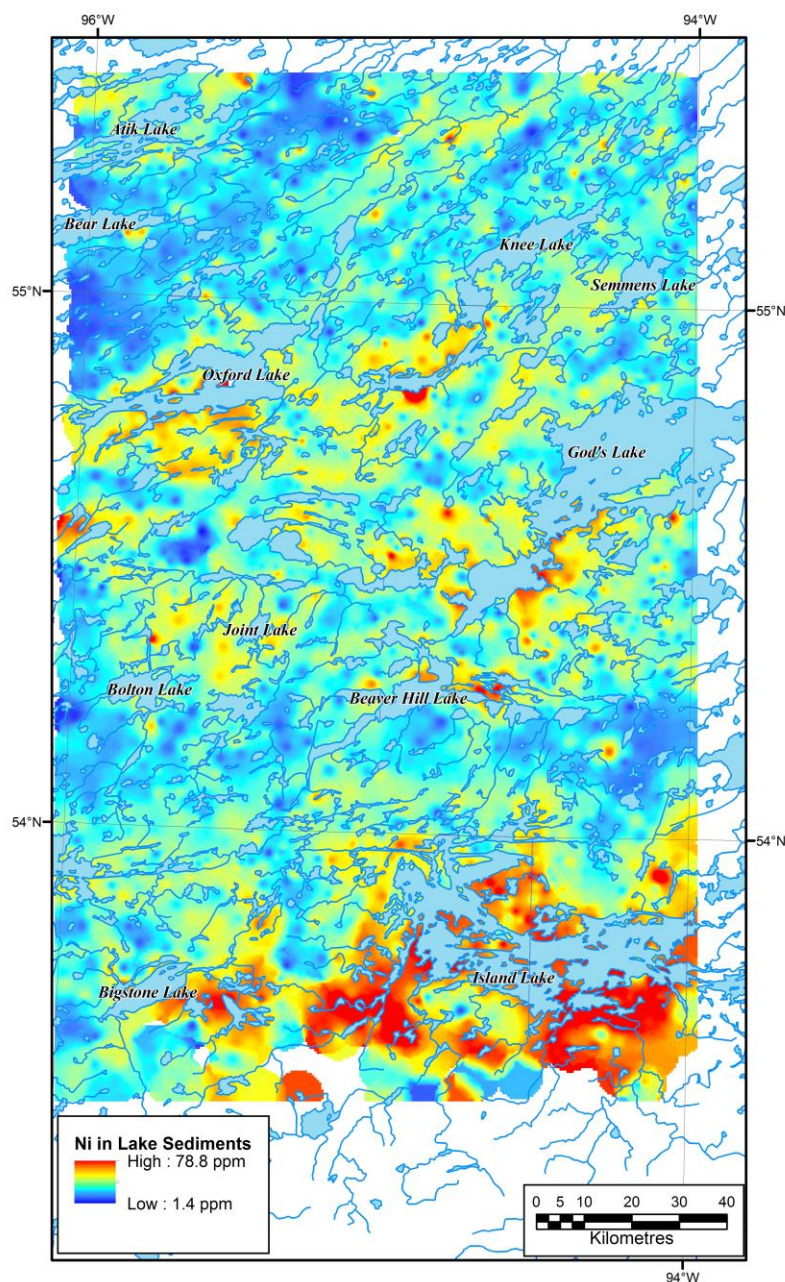 96°W
94°W
Atik Lake
Bear Lake
Knee Lake
Semmens Lake
55°N
55°N
Oxford Lake
God's Lake
Joint Lake
Bolton Lake
Beaver Hill Lake
54°N
54°N
Island Lake
Bigstone Lake
Ni in Lake Sediments
High : 78.8 ppm
Low : 1.4 ppm
0 5 10 20 30 40
Kilometres
94°W